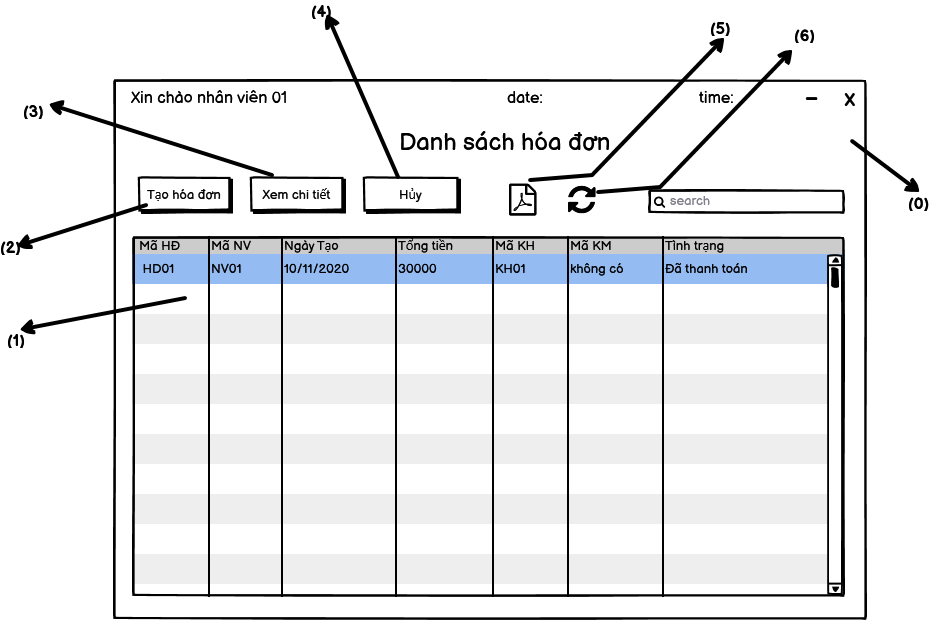 (4)
(5)
(6)
(3)
Xin chào nhân viên 01 date: time: – X
Danh sách hóa đơn
Tạo hóa đơn Xem chi tiết Hủy search
(0)
(2)
Mã HĐ Mã NV Ngày Tạo Tổng tiền Mã KH Mã KM Tình trạng
HD01 NV01 10/11/2020 30000 KH01 không có Đã thanh toán
(1)